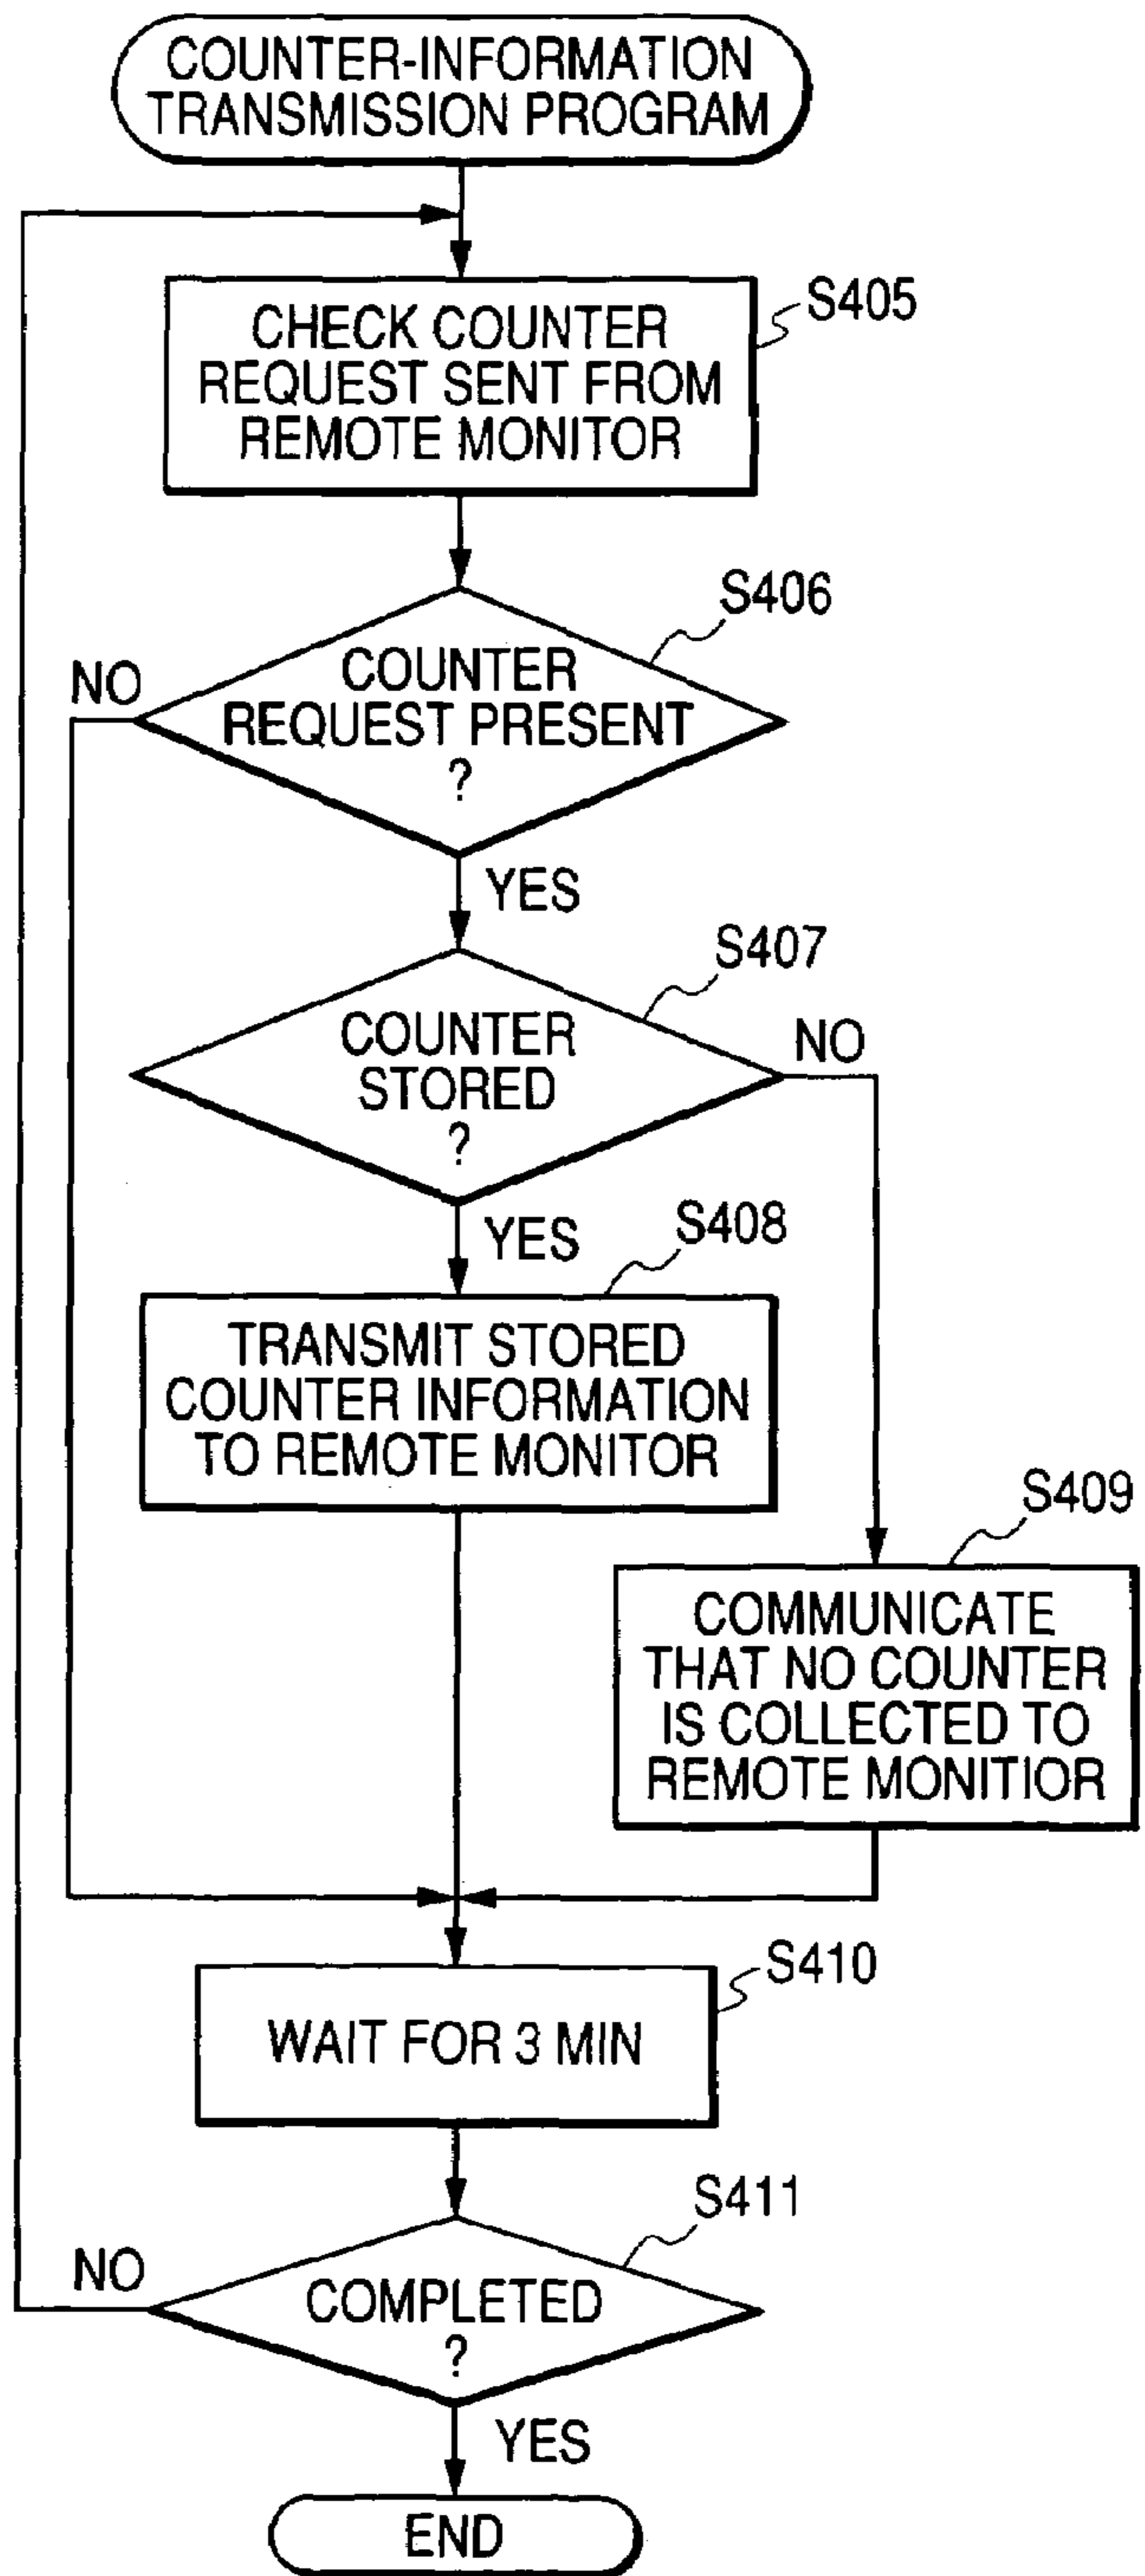 COUNTER-INFORMATION
TRANSMISSION PROGRAM
CHECK COUNTER
REQUEST SENT FROM
REMOTE MONITOR
S405
S406
COUNTER
REQUEST PRESENT
?
NO
YES
S407
COUNTER
STORED
?
NO
YES
S408
TRANSMIT STORED
COUNTER INFORMATION
TO REMOTE MONITOR
S409
COMMUNICATE
THAT NO COUNTER
IS COLLECTED TO
REMOTE MONITIOR
S410
WAIT FOR 3 MIN
S411
COMPLETED
?
NO
YES
END